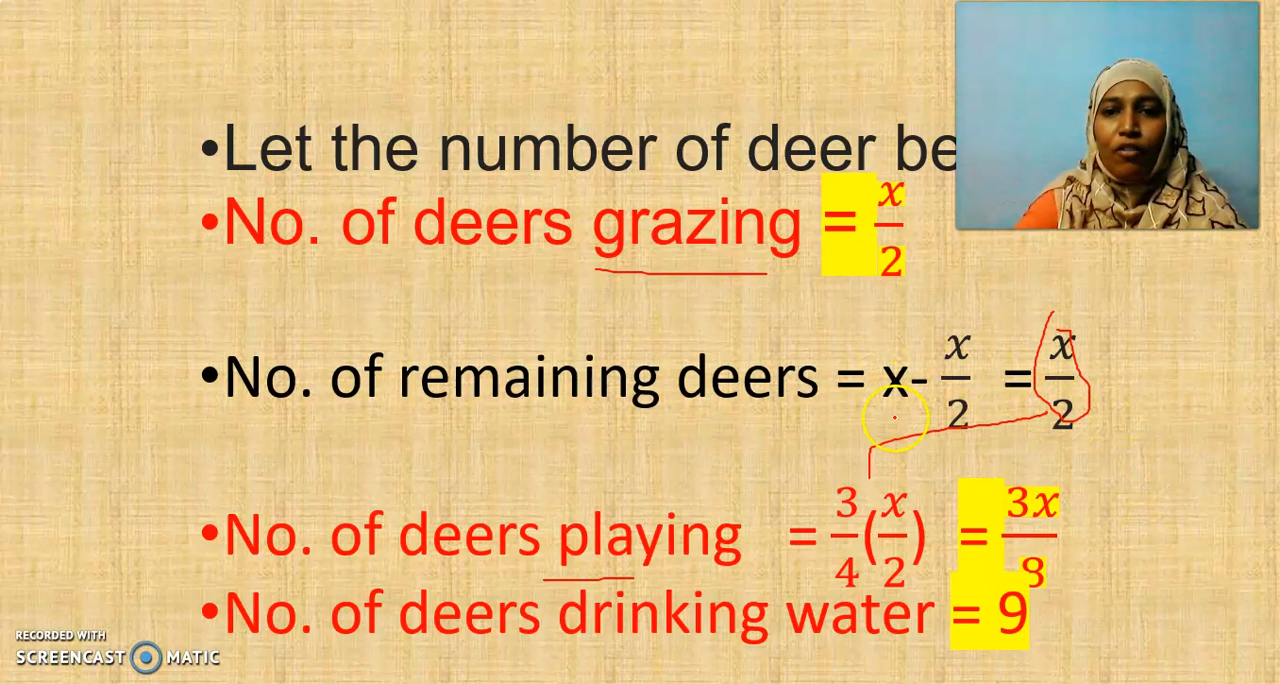 •Let the number of deer be
•No. of deers grazing = x/2
•No. of remaining deers = x- x/2 = x/2
•No. of deers playing = 3/4(x/2) = 3x/8
•No. of deers drinking water = 9
RECORDED WITH
SCREENCAST MATIC